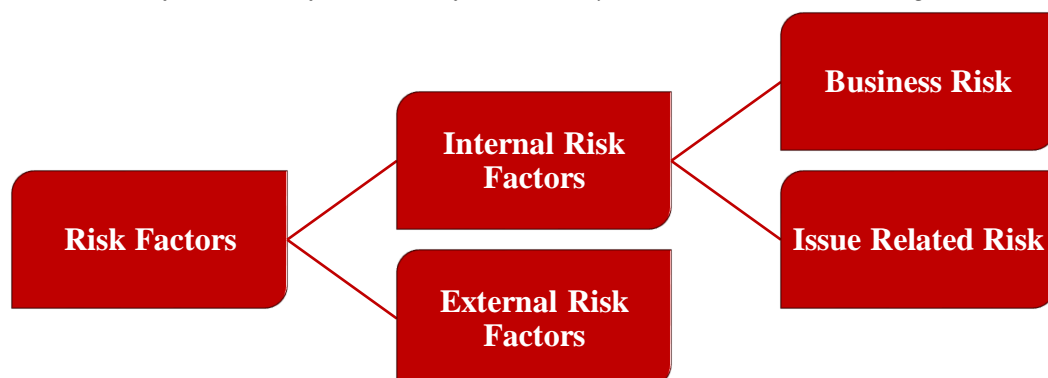 Risk Factors
Internal Risk
Factors
External Risk
Factors
Business Risk
Issue Related Risk